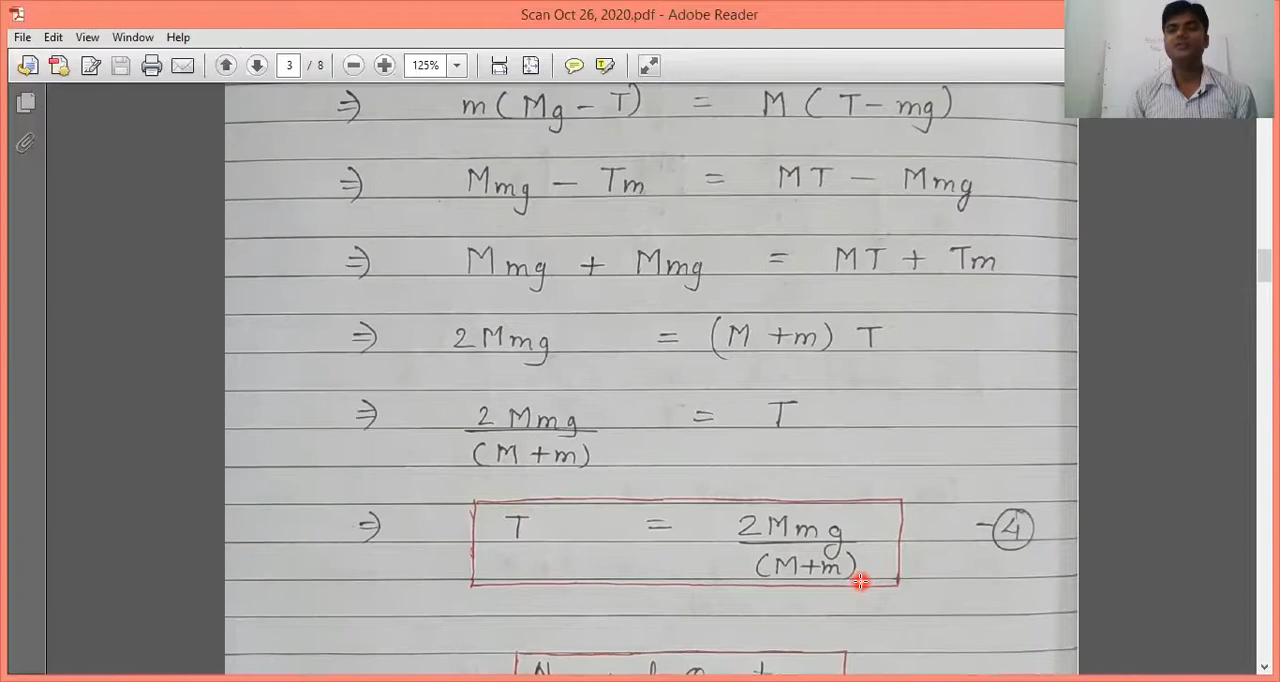 Scan Oct 26, 2020.pdf - Adobe Reader
File Edit View Window Help
3 / 8 125%
⇒ m(Mg - T) = M(T - mg)
⇒ Mmg - Tm = MT - Mmg
⇒ Mmg + Mmg = MT + Tm
⇒ 2Mmg = (M+m) T
⇒ 2Mmg / (M+m) = T
⇒ T = 2Mmg / (M+m) - 4